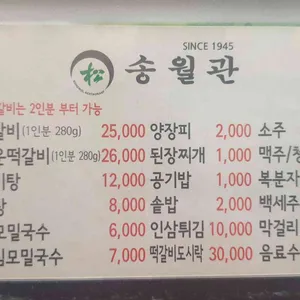 SINCE 1945
松 송월관
갈비는 2인분 부터 가능
갈비(1인분 280g) 25,000 양장피 2,000 소주
운떡갈비(1인분 280g) 26,000 된장찌개 1,000 맥주/
비탕 12,000 공기밥 1,000 복분자
탕 8,000 솥밥 2,000 백세주
모밀국수 6,000 인삼튀김 10,000 막걸리
모밀국수 7,000 떡갈비도시락 30,000 음료수